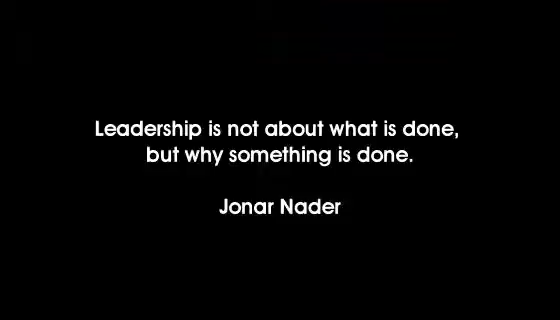 Leadership is not about what is done,
but why something is done.
Jonar Nader